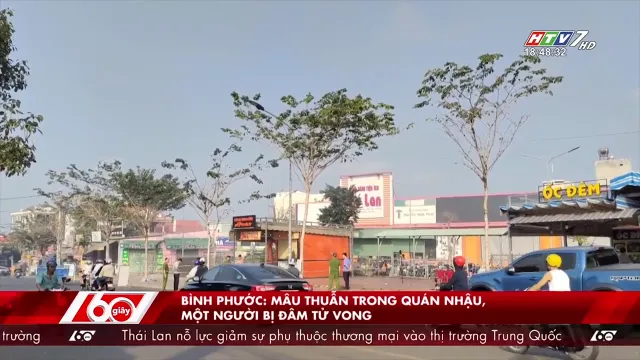 HTV7 HD
18:48:32
Lan
ỐC ĐÊM
60 giây
BÌNH PHƯỚC: MÂU THUẪN TRONG QUÁN NHẬU,
MỘT NGƯỜI BỊ ĐÂM TỬ VONG
trường 60 Thái Lan nỗ lực giảm sự phụ thuộc thương mại vào thị trường Trung Quốc 60